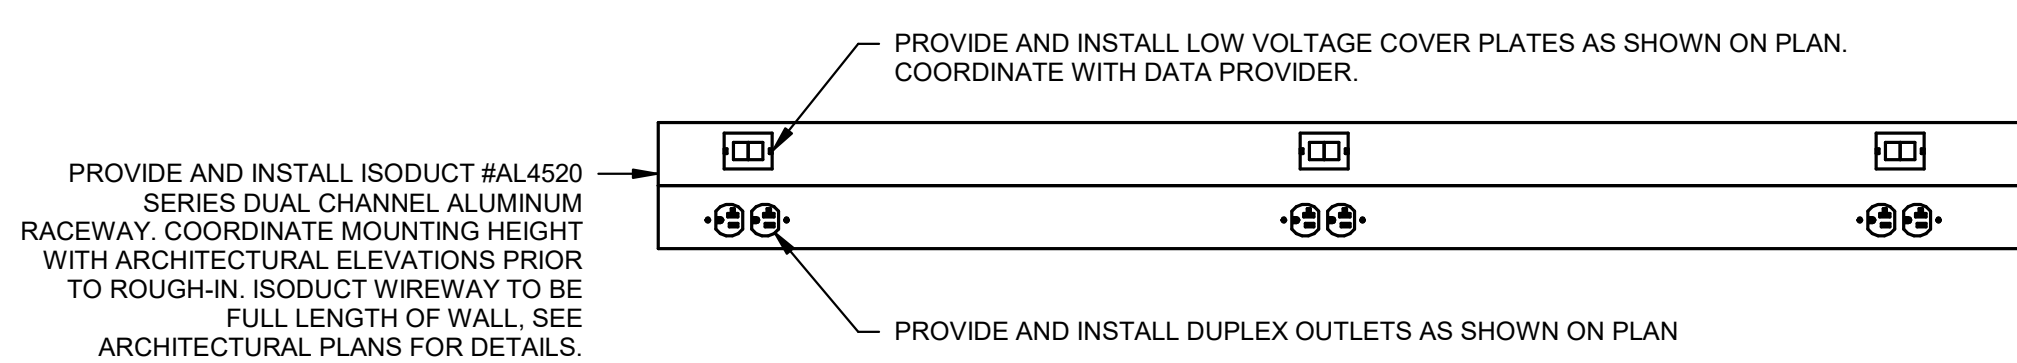 PROVIDE AND INSTALL LOW VOLTAGE COVER PLATES AS SHOWN ON PLAN.
COORDINATE WITH DATA PROVIDER.
PROVIDE AND INSTALL ISODUCT #AL4520
SERIES DUAL CHANNEL ALUMINUM
RACEWAY. COORDINATE MOUNTING HEIGHT
WITH ARCHITECTURAL ELEVATIONS PRIOR
TO ROUGH-IN. ISODUCT WIREWAY TO BE
FULL LENGTH OF WALL, SEE
ARCHITECTURAL PLANS FOR DETAILS.
PROVIDE AND INSTALL DUPLEX OUTLETS AS SHOWN ON PLAN